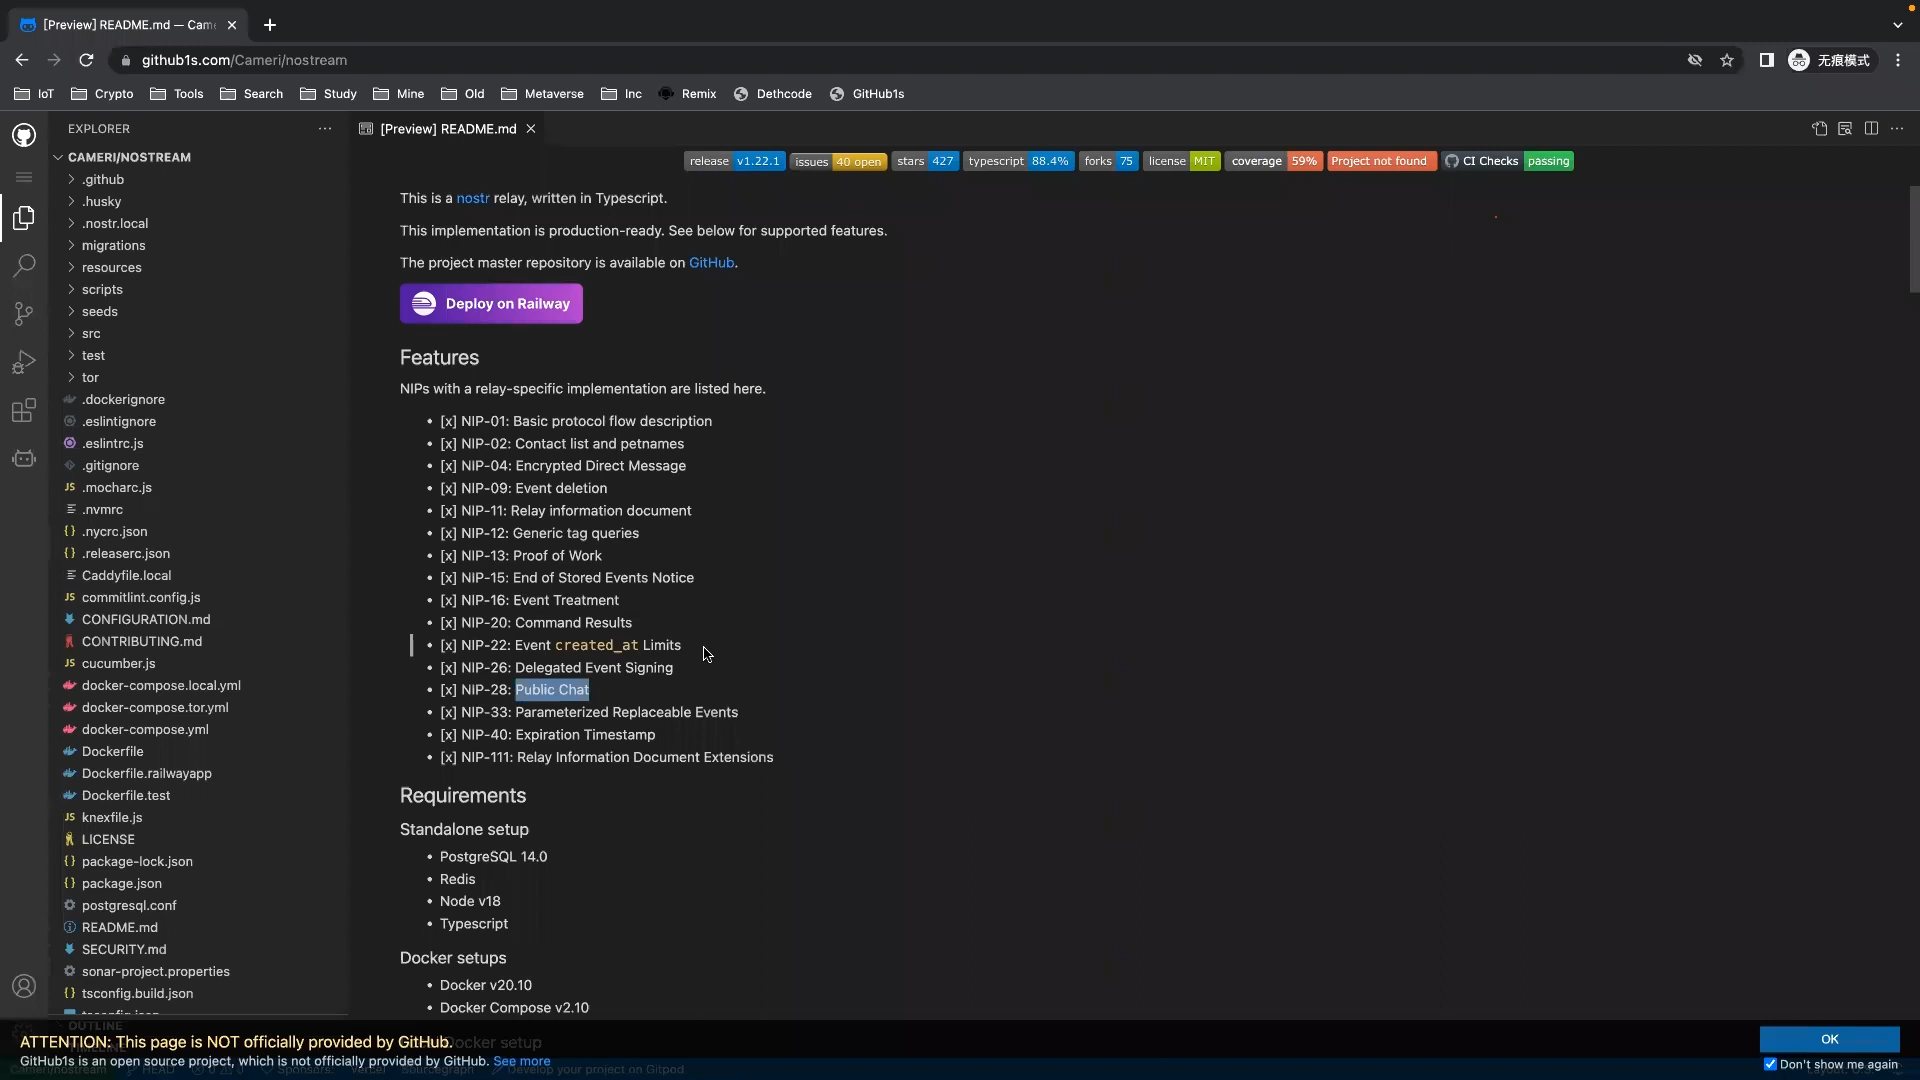 [Preview] README.md — Cam
github1s.com/Cameri/nostream
无痕模式
IoT Crypto Tools Search Study Mine Old Metaverse Inc Remix Dethcode GitHub1s
EXPLORER
[Preview] README.md
CAMERI/NOSTREAM
.github
.husky
.nostr.local
migrations
resources
scripts
seeds
src
test
tor
.dockerignore
.eslintignore
.eslintrc.js
.gitignore
JS .mocharc.js
.nvmrc
{} .nycrc.json
{} .releaserc.json
Caddyfile.local
JS commitlint.config.js
CONFIGURATION.md
CONTRIBUTING.md
JS cucumber.js
docker-compose.local.yml
docker-compose.tor.yml
docker-compose.yml
Dockerfile
Dockerfile.railwayapp
Dockerfile.test
JS knexfile.js
LICENSE
{} package-lock.json
{} package.json
postgresql.conf
README.md
SECURITY.md
sonar-project.properties
{} tsconfig.build.json
OUTLINE
release v1.22.1 issues 40 open stars 427 typescript 88.4% forks 75 license MIT coverage 59% Project not found CI Checks passing
This is a nostr relay, written in Typescript.
This implementation is production-ready. See below for supported features.
The project master repository is available on GitHub.
Deploy on Railway
Features
NIPs with a relay-specific implementation are listed here.
• [x] NIP-01: Basic protocol flow description
• [x] NIP-02: Contact list and petnames
• [x] NIP-04: Encrypted Direct Message
• [x] NIP-09: Event deletion
• [x] NIP-11: Relay information document
• [x] NIP-12: Generic tag queries
• [x] NIP-13: Proof of Work
• [x] NIP-15: End of Stored Events Notice
• [x] NIP-16: Event Treatment
• [x] NIP-20: Command Results
• [x] NIP-22: Event created_at Limits
• [x] NIP-26: Delegated Event Signing
• [x] NIP-28: Public Chat
• [x] NIP-33: Parameterized Replaceable Events
• [x] NIP-40: Expiration Timestamp
• [x] NIP-111: Relay Information Document Extensions
Requirements
Standalone setup
• PostgreSQL 14.0
• Redis
• Node v18
• Typescript
Docker setups
• Docker v20.10
• Docker Compose v2.10
Docker setup
ATTENTION: This page is NOT officially provided by GitHub.
GitHub1s is an open source project, which is not officially provided by GitHub. See more
OK
Don't show me again